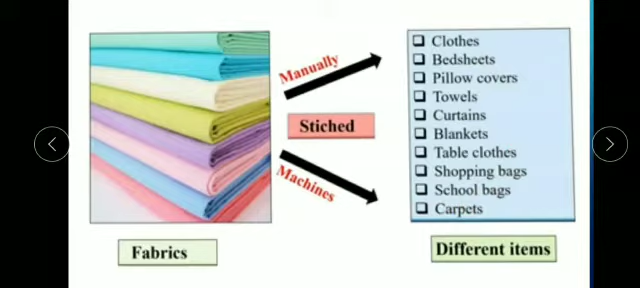 Manually
Stiched
Machines
Fabrics
Clothes
Bedsheets
Pillow covers
Towels
Curtains
Blankets
Table clothes
Shopping bags
School bags
Carpets
Different items